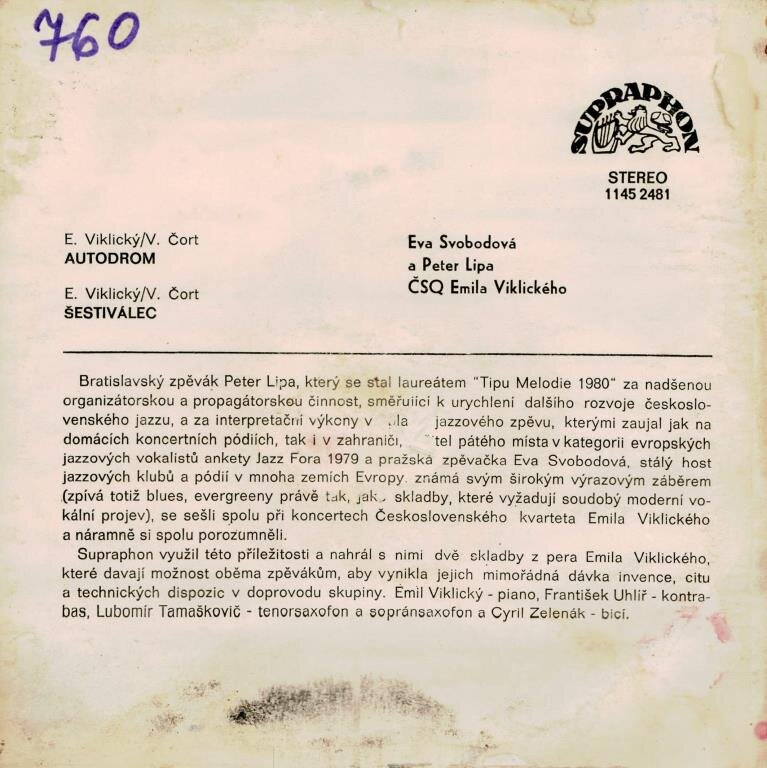 760
SUPRAPHON
STEREO
1145 2481
E. Viklický/V. Čort
AUTODROM
E. Viklický/V. Čort
ŠESTIVÁLEC
Eva Svobodová
a Peter Lipa
ČSQ Emila Viklického
Bratislavský zpěvák Peter Lipa, který se stal laureátem "Tipu Melodie 1980" za nadšenou
organizátorskou a propagátorskou činnost, směřující k urychlení dalšího rozvoje českoslo-
venského jazzu, a za interpretační výkony v jazzového zpěvu, kterými zaujal jak na
domácích koncertních pódiích, tak i v zahraničí, pátého místa v kategorii evropských
jazzových vokalistů ankety Jazz Fora 1979 a pražská zpěvačka Eva Svobodová, stálý host
jazzových klubů a pódií v mnoha zemích Evropy, známá svým širokým výrazovým záběrem
(zpívá totiž blues, evergreeny právě tak, jako skladby, které vyžadují soudobý moderní vo-
kální projev), se sešli spolu při koncertech Československého kvarteta Emila Viklického
a náramně si spolu porozuměli.
Supraphon využil této příležitosti a nahrál s nimi dvě skladby z pera Emila Viklického,
které davají možnost oběma zpěvákům, aby vynikla jejich mimořádná dávka invence, citu
a technických dispozic v doprovodu skupiny. Emil Viklický - piano, František Uhlíř - kontra-
bas, Lubomír Tamaškovič - tenorsaxofon a sopránsaxofon a Cyril Zelenák - bicí.